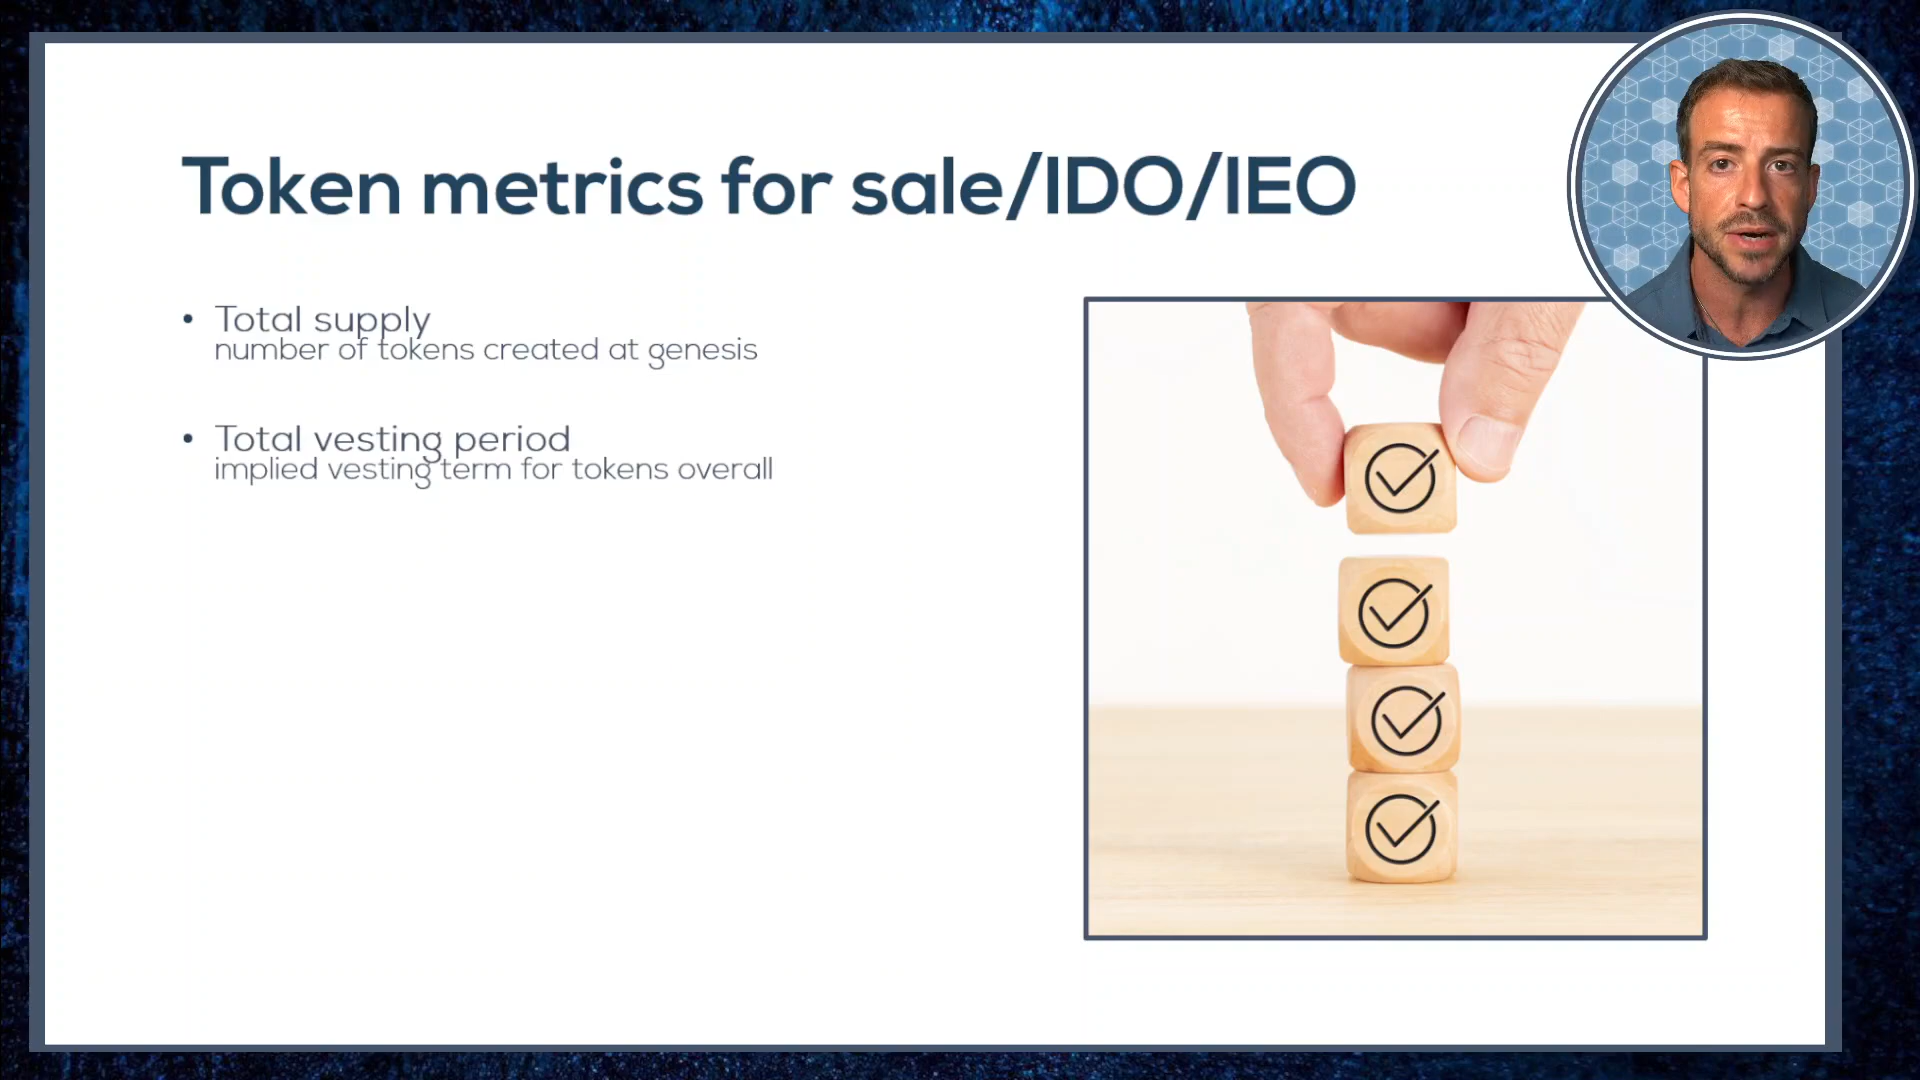 Token metrics for sale/IDO/IEO
• Total supply
number of tokens created at genesis
• Total vesting period
implied vesting term for tokens overall